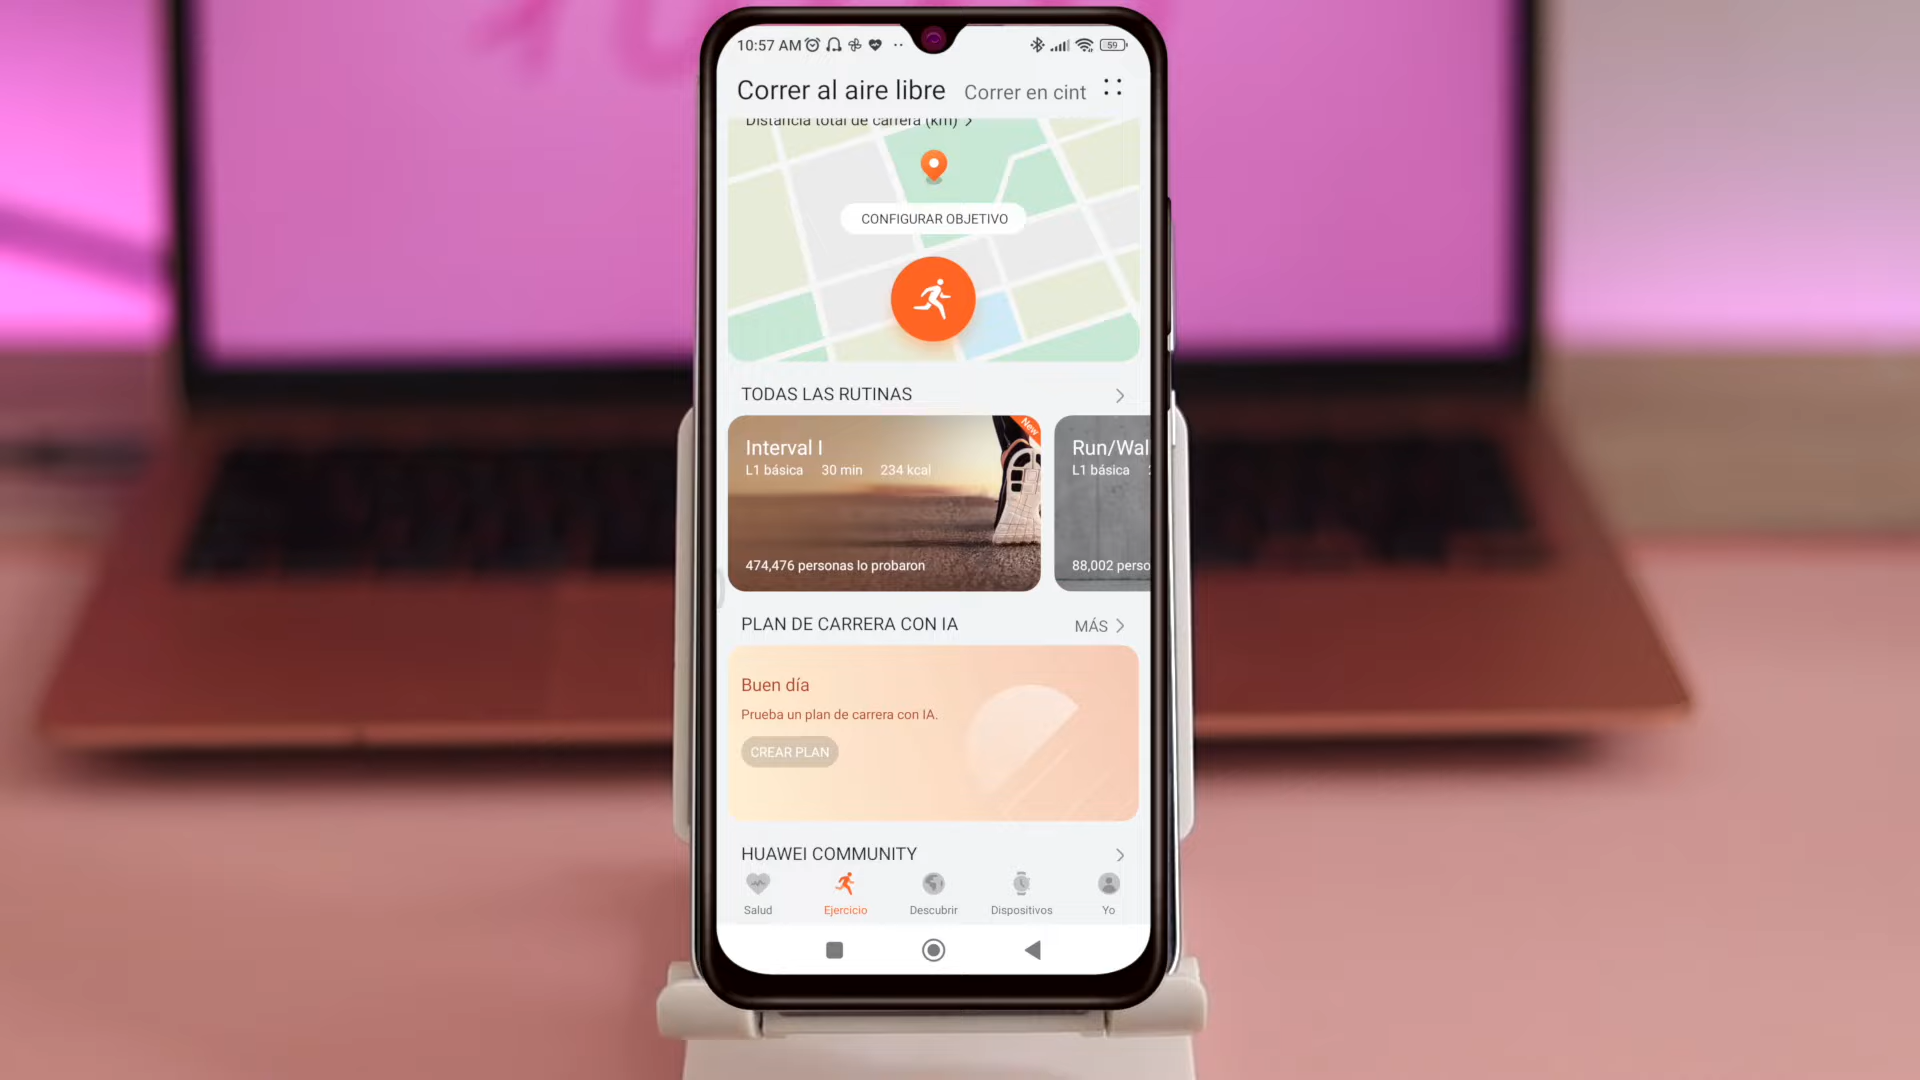 10:57 AM
59
Correr al aire libre Correr en cint
Distancia total de carrera (km)
CONFIGURAR OBJETIVO
TODAS LAS RUTINAS
New
Interval I
L1 básica 30 min 234 kcal
474,476 personas lo probaron
Run/Wal
L1 básica
88,002 perso
PLAN DE CARRERA CON IA MÁS
Buen día
Prueba un plan de carrera con IA.
CREAR PLAN
HUAWEI COMMUNITY
Salud Ejercicio Descubrir Dispositivos Yo